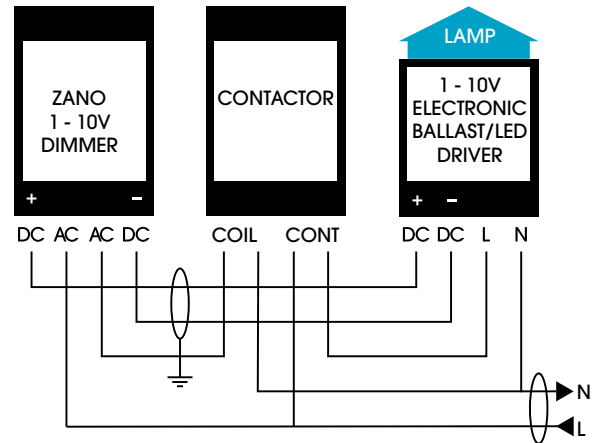 LAMP
ZANO
1 - 10V
DIMMER
CONTACTOR
1 - 10V
ELECTRONIC
BALLAST/LED
DRIVER
+ -
+ -
DC AC AC DC
COIL CONT
DC DC L N
N
L